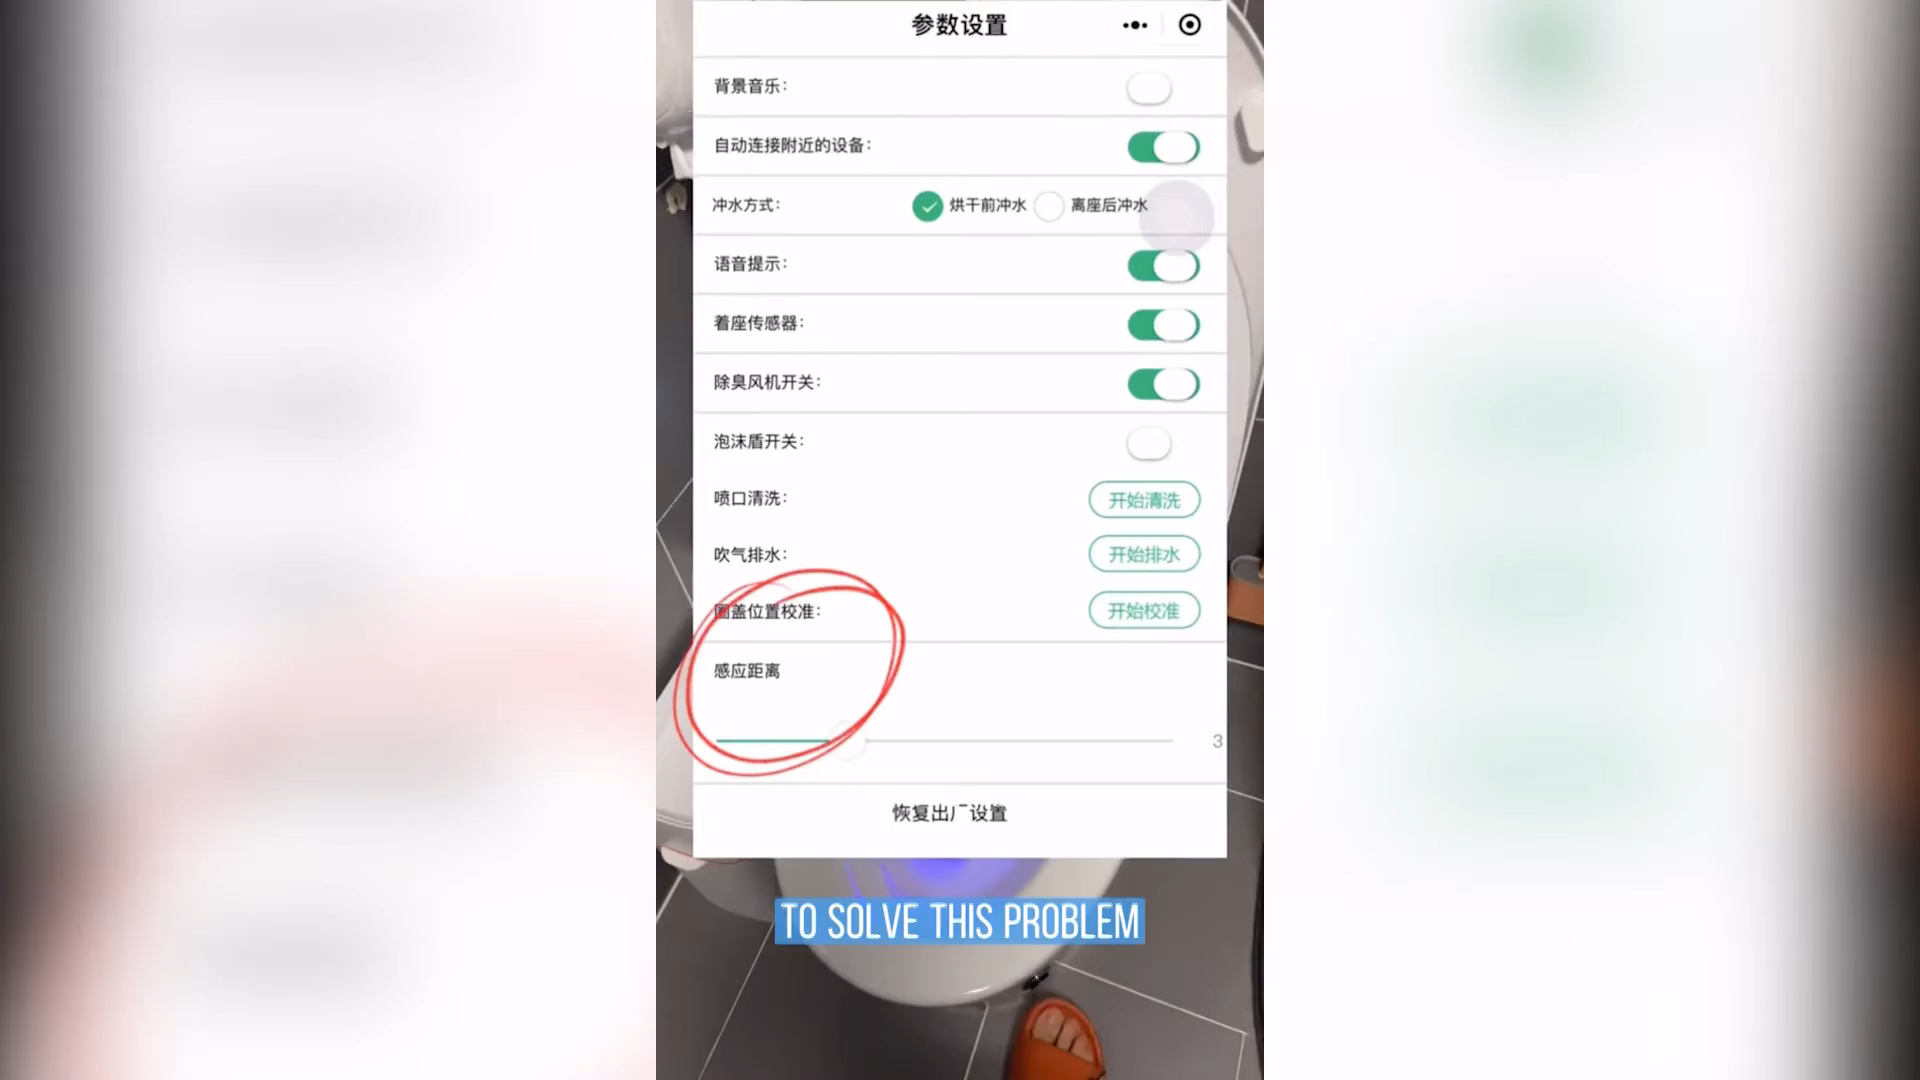 参数设置
背景音乐：
自动连接附近的设备：
冲水方式： 烘干前冲水 离座后冲水
语音提示：
着座传感器：
除臭风机开关：
泡沫盾开关：
喷口清洗： 开始清洗
吹气排水： 开始排水
圈盖位置校准： 开始校准
感应距离
3
恢复出厂设置
TO SOLVE THIS PROBLEM